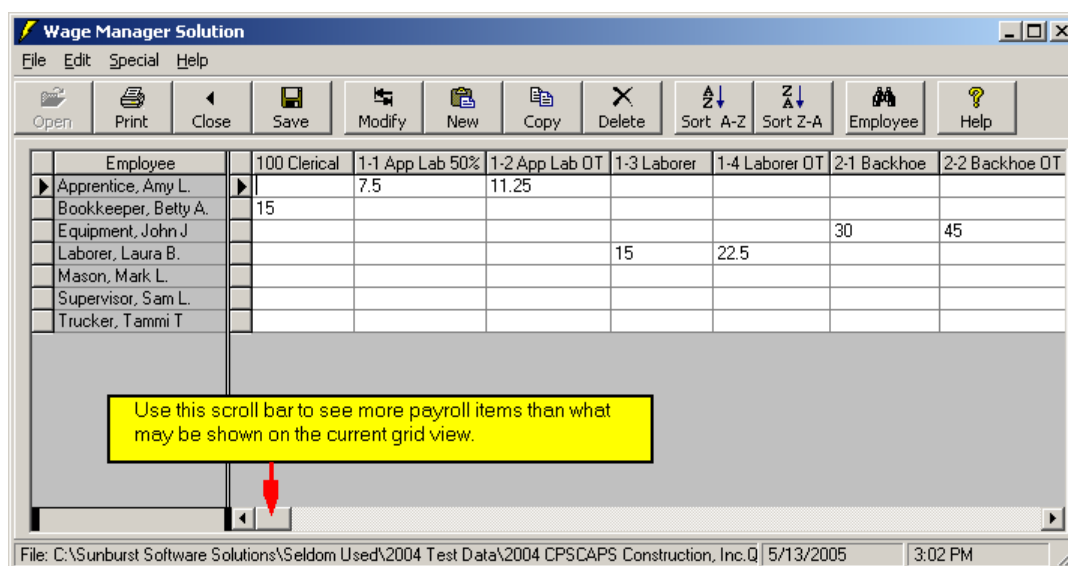 Wage Manager Solution
File Edit Special Help
Open Print Close Save Modify New Copy Delete Sort A-Z Sort Z-A Employee Help
Employee 100 Clerical 1-1 App Lab 50% 1-2 App Lab OT 1-3 Laborer 1-4 Laborer OT 2-1 Backhoe 2-2 Backhoe OT
Apprentice, Amy L. 7.5 11.25
Bookkeeper, Betty A. 15
Equipment, John J 30 45
Laborer, Laura B. 15 22.5
Mason, Mark L.
Supervisor, Sam L.
Trucker, Tammi T
Use this scroll bar to see more payroll items than what
may be shown on the current grid view.
File: C:\Sunburst Software Solutions\Seldom Used\2004 Test Data\2004 CPSCAPS Construction, Inc.Q 5/13/2005 3:02 PM